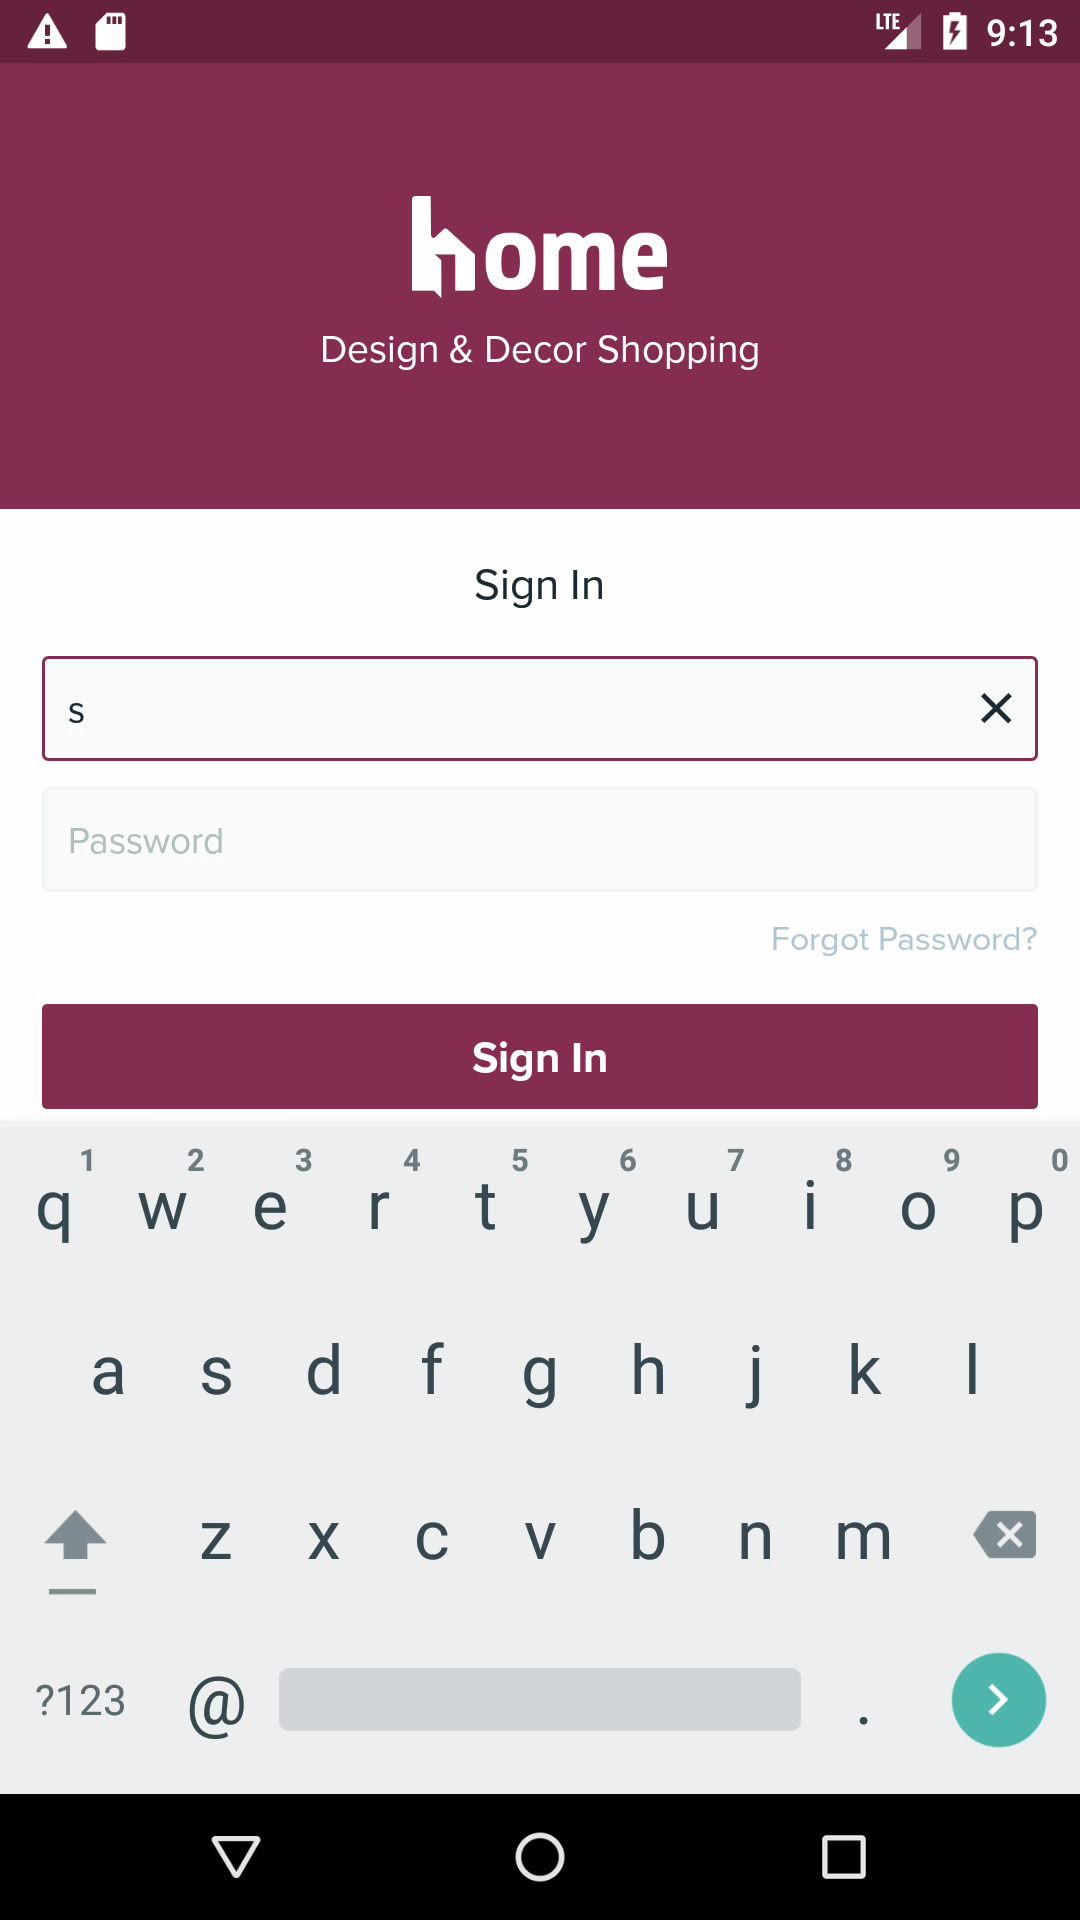 LTE 9:13
home
Design & Decor Shopping
Sign In
s
Password
Forgot Password?
Sign In
1 2 3 4 5 6 7 8 9 0
q w e r t y u i o p
a s d f g h j k l
z x c v b n m
?123 @ .